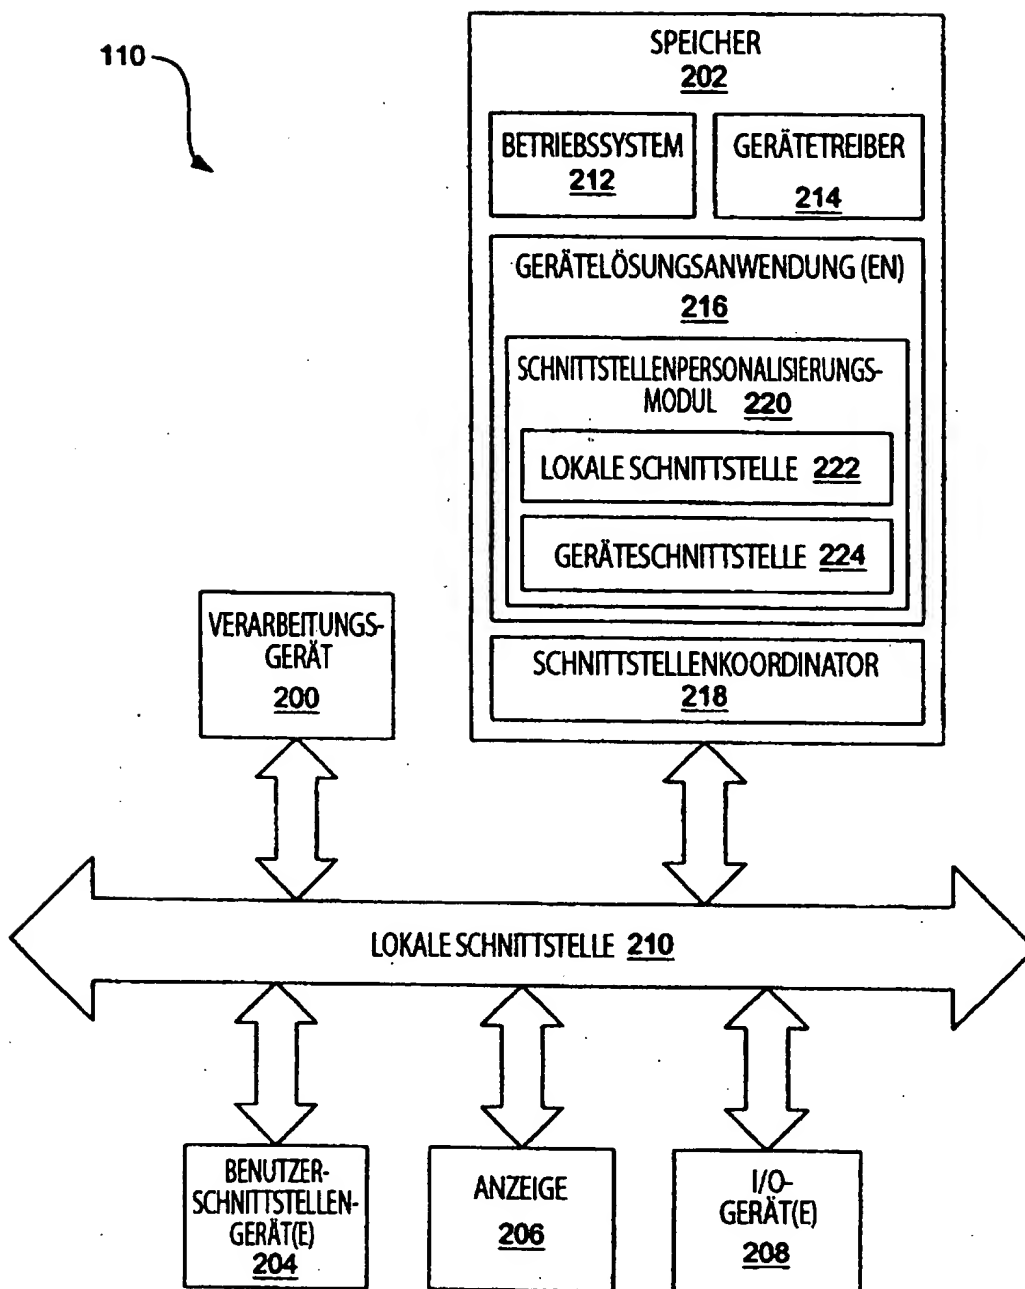 110
SPEICHER
202
BETRIEBSSYSTEM
212
GERÄTETREIBER
214
GERÄTELÖSUNGSANWENDUNG (EN)
216
SCHNITTSTELLENPERSONALISIERUNGS-
MODUL 220
LOKALE SCHNITTSTELLE 222
GERÄTESCHNITTSTELLE 224
SCHNITTSTELLENKOORDINATOR
218
VERARBEITUNGS-
GERÄT
200
LOKALE SCHNITTSTELLE 210
BENUTZER-
SCHNITTSTELLEN-
GERÄT(E)
204
ANZEIGE
206
I/O-
GERÄT(E)
208